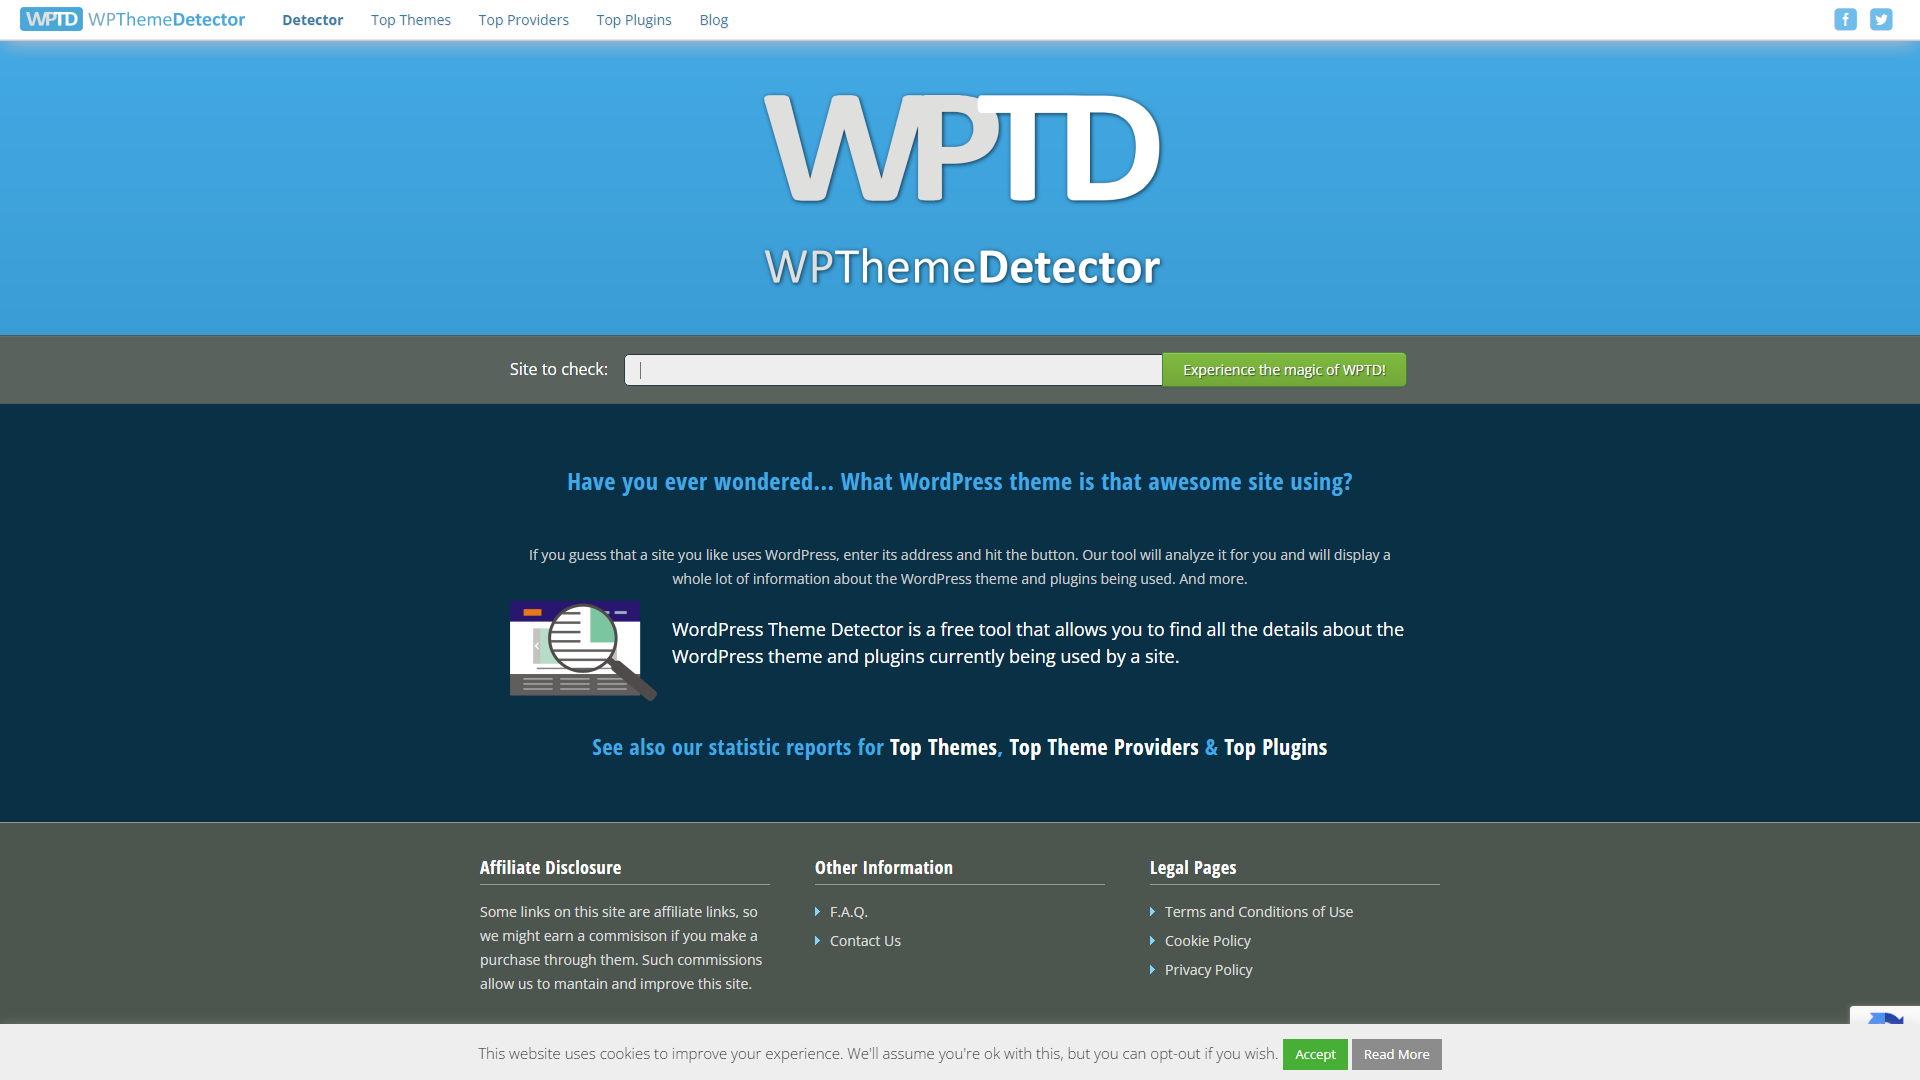 WPTD WPThemeDetector Detector Top Themes Top Providers Top Plugins Blog
WPTD
WPThemeDetector
Site to check: Experience the magic of WPTD!
Have you ever wondered... What WordPress theme is that awesome site using?
If you guess that a site you like uses WordPress, enter its address and hit the button. Our tool will analyze it for you and will display a
whole lot of information about the WordPress theme and plugins being used. And more.
WordPress Theme Detector is a free tool that allows you to find all the details about the
WordPress theme and plugins currently being used by a site.
See also our statistic reports for Top Themes, Top Theme Providers & Top Plugins
Affiliate Disclosure
Some links on this site are affiliate links, so
we might earn a commisison if you make a
purchase through them. Such commissions
allow us to mantain and improve this site.
Other Information
F.A.Q.
Contact Us
Legal Pages
Terms and Conditions of Use
Cookie Policy
Privacy Policy
This website uses cookies to improve your experience. We'll assume you're ok with this, but you can opt-out if you wish. Accept Read More